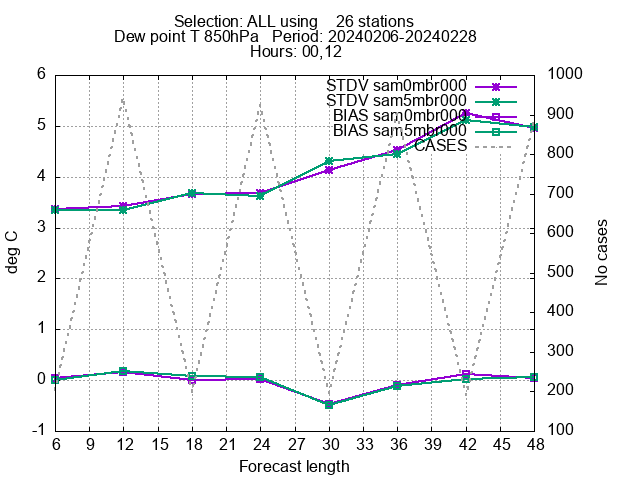 Selection: ALL using    26 stations
Dew point T 850hPa   Period: 20240206-20240228
Hours: 00,12
STDV sam0mbr000
STDV sam5mbr000
BIAS sam0mbr000
BIAS sam5mbr000
CASES
6
5
4
3
2
1
0
-1
deg C
1000
900
800
700
600
500
400
300
200
100
No cases
6 9 12 15 18 21 24 27 30 33 36 39 42 45 48
Forecast length